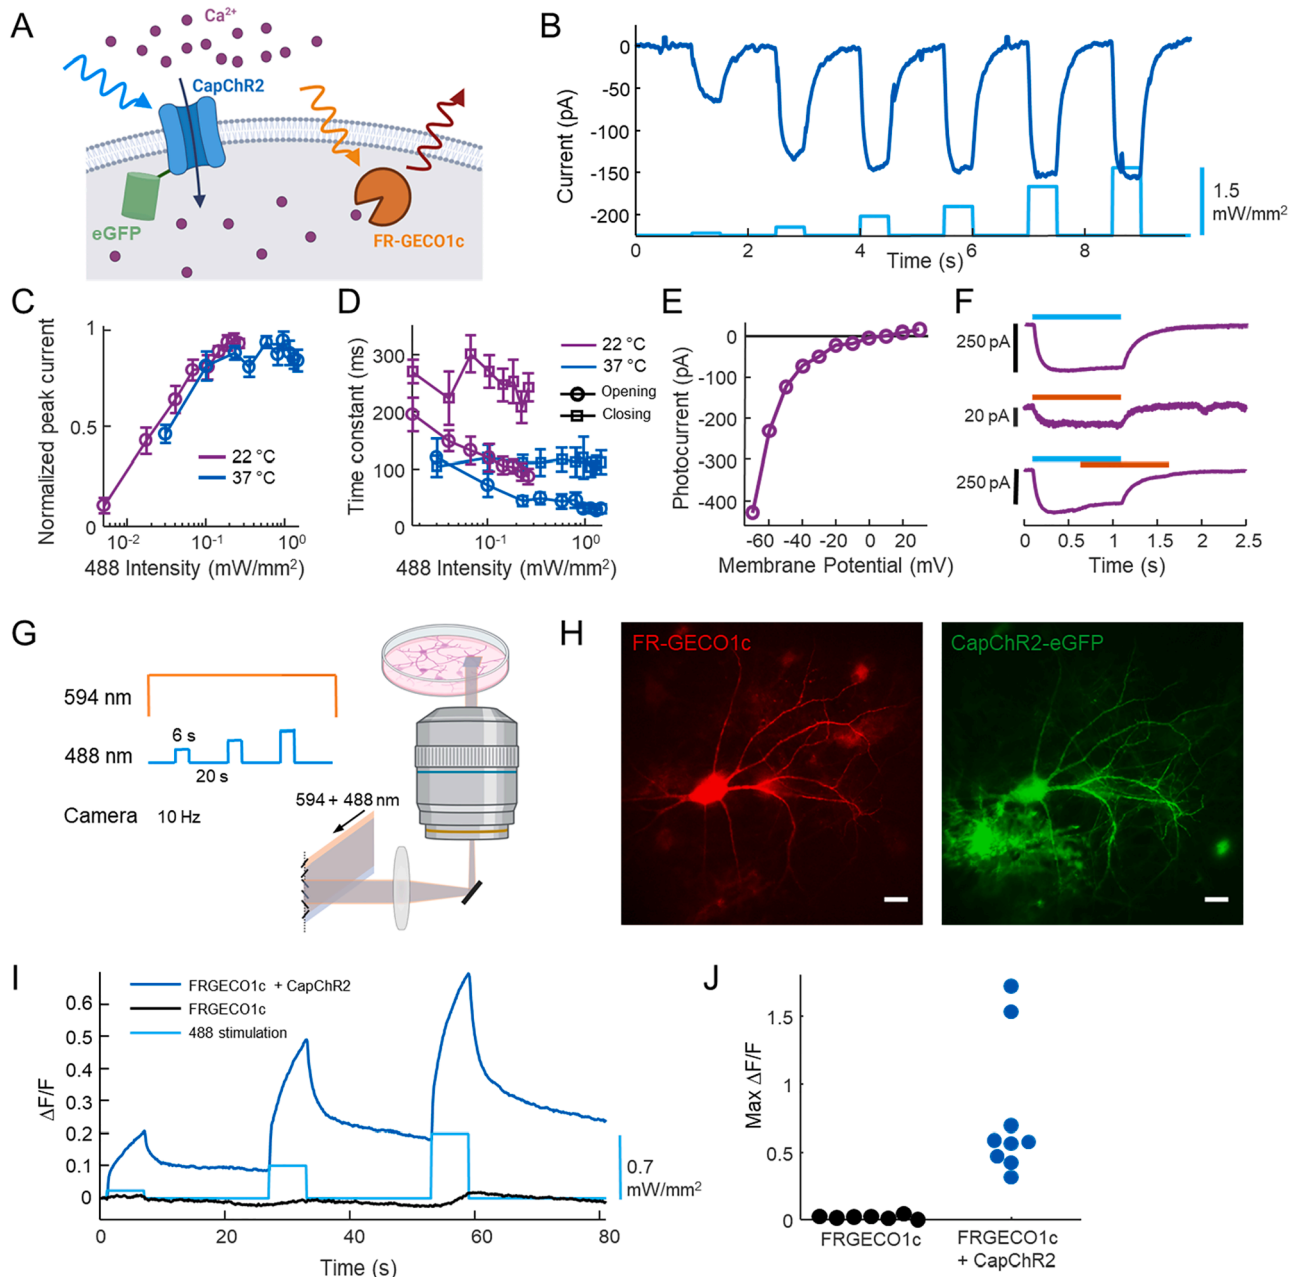 A
Ca2+
CapChR2
eGFP
FR-GECO1c
B
Current (pA)
0
-50
-100
-150
-200
0
2
4
6
8
Time (s)
1.5
mW/mm2
C
Normalized peak current
1
0.5
0
22 °C
37 °C
10-2
10-1
100
488 Intensity (mW/mm2)
D
Time constant (ms)
300
200
100
0
22 °C
37 °C
Opening
Closing
10-1
100
488 Intensity (mW/mm2)
E
Photocurrent (pA)
0
-100
-200
-300
-400
-60
-40
-20
0
20
Membrane Potential (mV)
F
250 pA
20 pA
250 pA
0
0.5
1
1.5
2
2.5
Time (s)
G
594 nm
488 nm
6 s
20 s
Camera
10 Hz
594 + 488 nm
H
FR-GECO1c
CapChR2-eGFP
I
FRGECO1c + CapChR2
FRGECO1c
488 stimulation
ΔF/F
0.6
0.5
0.4
0.3
0.2
0.1
0
0
20
40
60
80
Time (s)
0.7
mW/mm2
J
Max ΔF/F
1.5
1
0.5
0
FRGECO1c
FRGECO1c
+ CapChR2